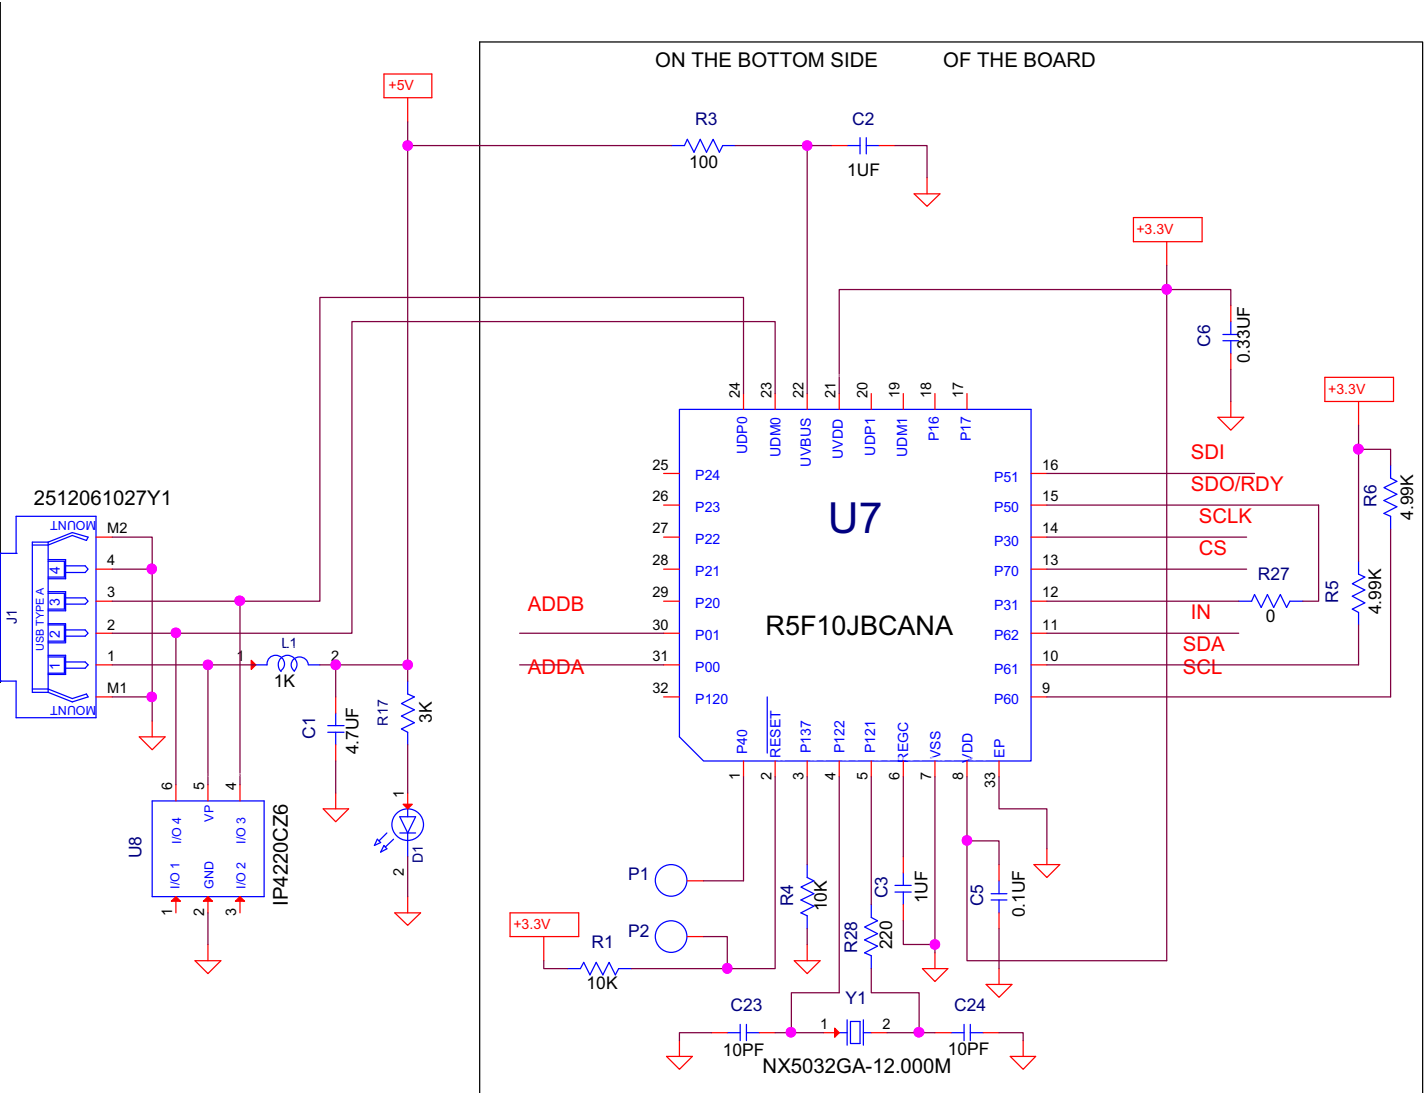 ON THE BOTTOM SIDE OF THE BOARD
+5V
R3
100
C2
1UF
+3.3V
C6
0.33UF
+3.3V
24
23
22
21
20
19
18
17
UDP0
UDM0
UVBUS
UVDD
UDP1
UDM1
P16
P17
25 P24
26 P23
27 P22
28 P21
29 P20
ADDB
30 P01
ADDA
31 P00
32 P120
U7
R5F10JBCANA
P51 16 SDI
P50 15 SDO/RDY
P30 14 SCLK
P70 13 CS
P31 12
R27
0
P62 11 IN
P61 10 SDA
P60 9 SCL
R6
4.99K
R5
4.99K
P40
RESET
P137
P122
P121
REGC
VSS
VDD
EP
1
2
3
4
5
6
7
8
33
2512061027Y1
J1
USB TYPE A
MOUNT
M2
4 4
3 3
2 2
1 1
M1
MOUNT
1
L1
2
1K
C1
4.7UF
R17
3K
1
D1
2
6
5
4
I/O 4
VP
I/O 3
U8
I/O 1
GND
I/O 2
IP4220CZ6
1
2
3
P1
P2
+3.3V
R1
10K
R4
10K
R28
220
C3
1UF
C5
0.1UF
C23
10PF
1
Y1
2
C24
10PF
NX5032GA-12.000M